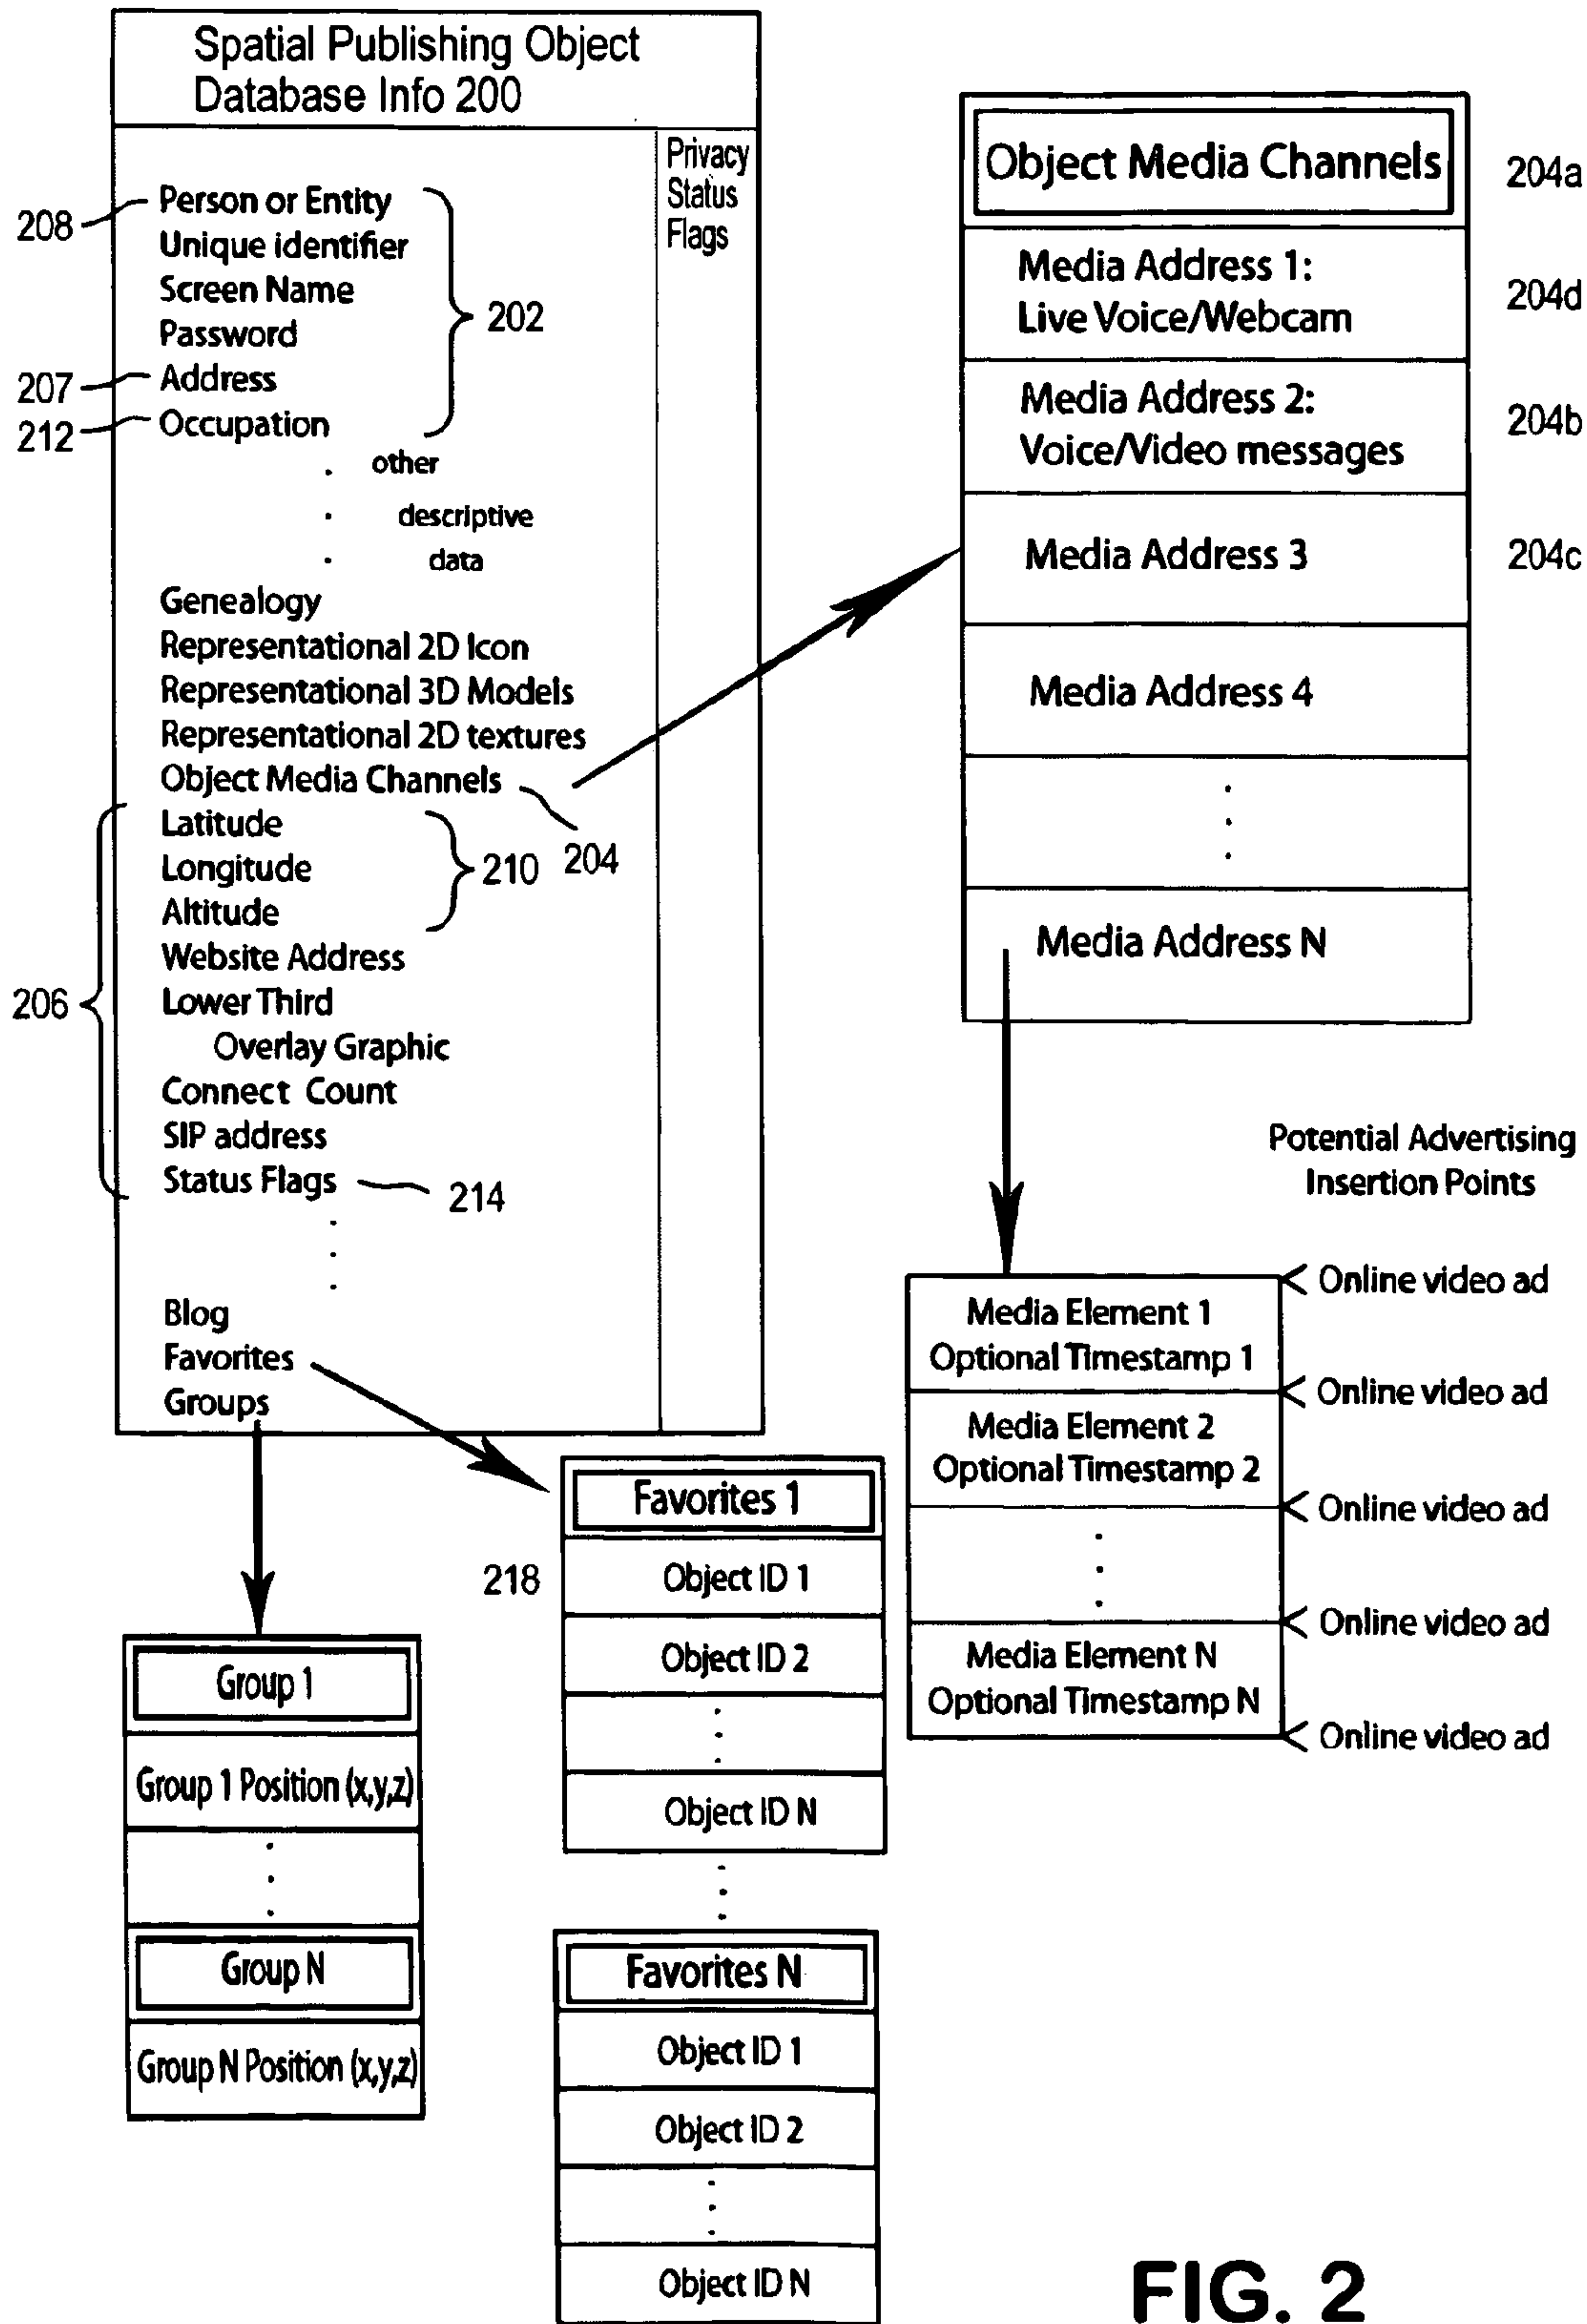 Spatial Publishing Object
Database Info 200
Privacy
Status
Flags
208
Person or Entity
Unique identifier
Screen Name
Password
202
207
Address
212
Occupation
other
descriptive
data
Genealogy
Representational 2D Icon
Representational 3D Models
Representational 2D textures
Object Media Channels
204
Latitude
Longitude
Altitude
210
206
Website Address
Lower Third
Overlay Graphic
Connect Count
SIP address
Status Flags
214
Blog
Favorites
Groups
Object Media Channels
204a
Media Address 1:
Live Voice/Webcam
204d
Media Address 2:
Voice/Video messages
204b
Media Address 3
204c
Media Address 4
Media Address N
Potential Advertising
Insertion Points
Online video ad
Media Element 1
Optional Timestamp 1
Online video ad
Media Element 2
Optional Timestamp 2
Online video ad
Online video ad
Media Element N
Optional Timestamp N
Online video ad
Favorites 1
218
Object ID 1
Object ID 2
Object ID N
Group 1
Group 1 Position (x,y,z)
Group N
Group N Position (x,y,z)
Favorites N
Object ID 1
Object ID 2
Object ID N
FIG. 2